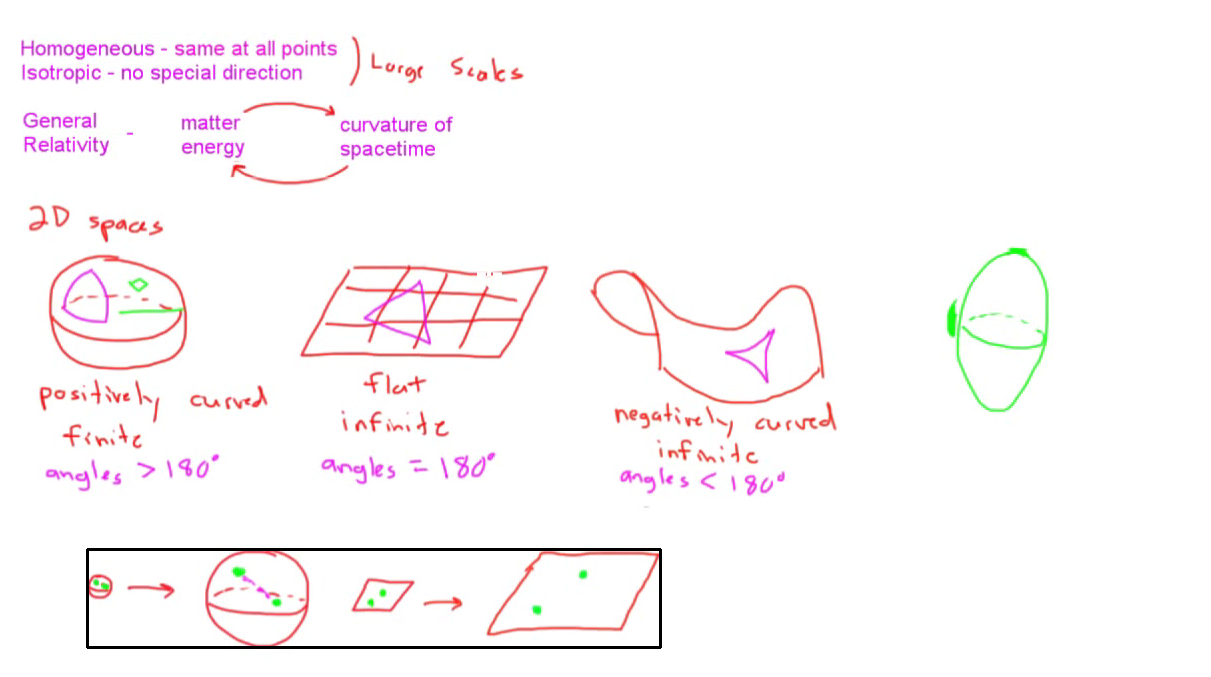 Homogeneous - same at all points
Isotropic - no special direction
Large Scales
General Relativity -
matter energy
curvature of spacetime
2D spaces
positively curved
finite
angles > 180°
flat
infinite
angles = 180°
negatively curved
infinite
angles < 180°